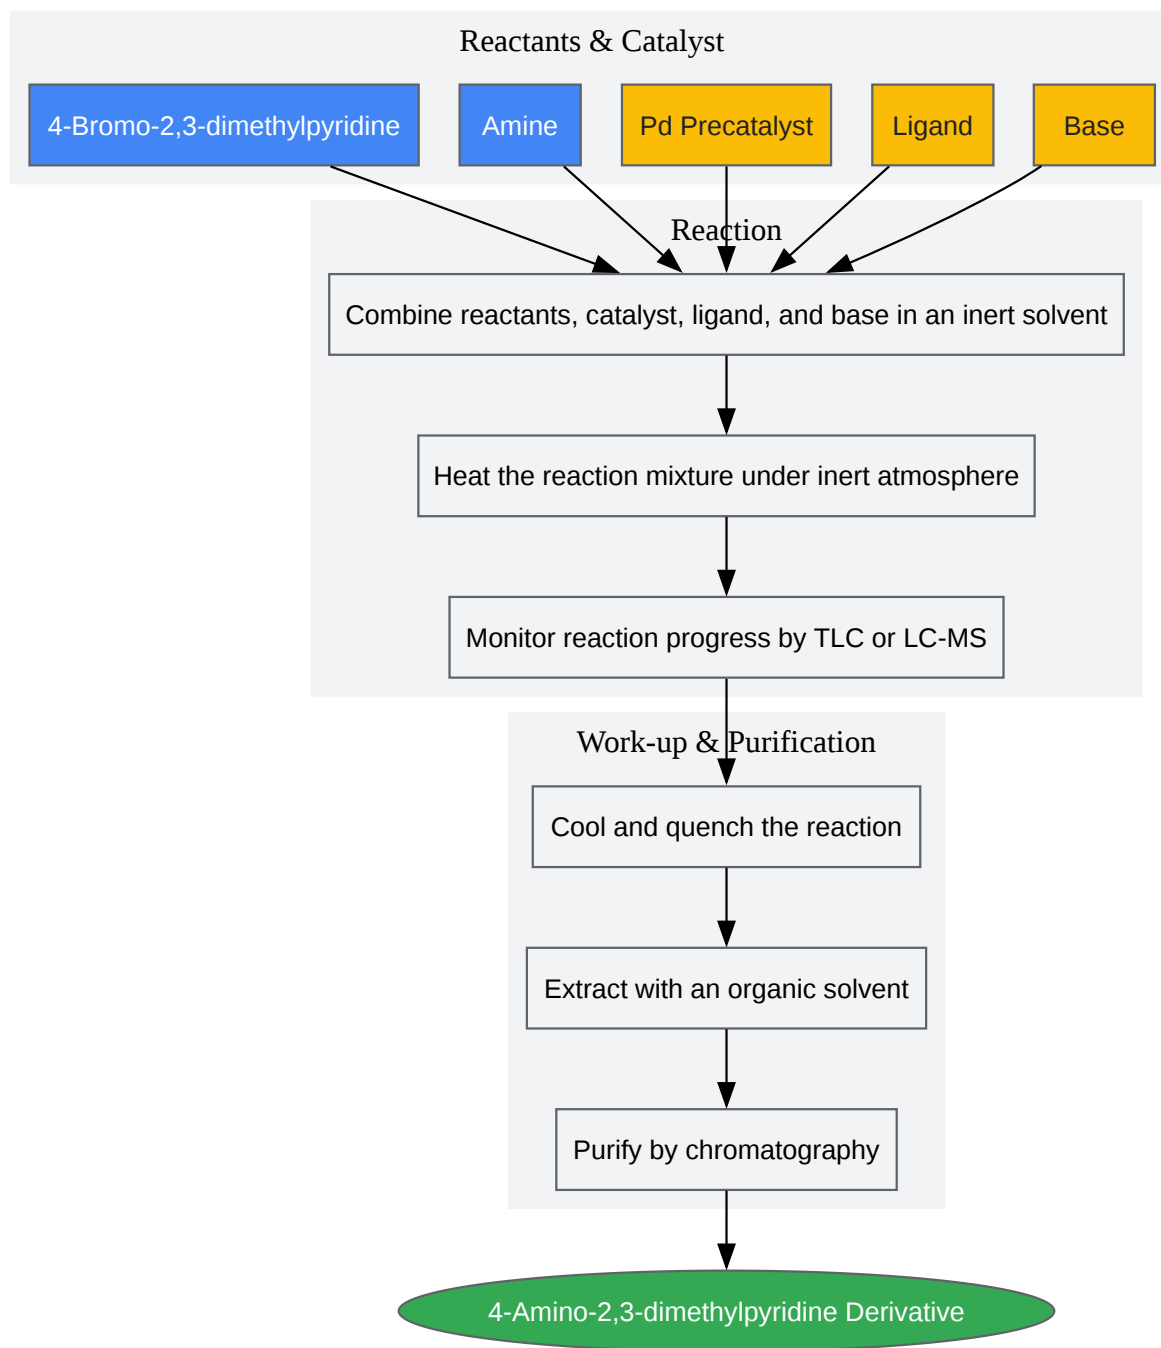 Reactants & Catalyst
4-Bromo-2,3-dimethylpyridine
Amine
Pd Precatalyst
Ligand
Base
Reaction
Combine reactants, catalyst, ligand, and base in an inert solvent
Heat the reaction mixture under inert atmosphere
Monitor reaction progress by TLC or LC-MS
Work-up & Purification
Cool and quench the reaction
Extract with an organic solvent
Purify by chromatography
4-Amino-2,3-dimethylpyridine Derivative